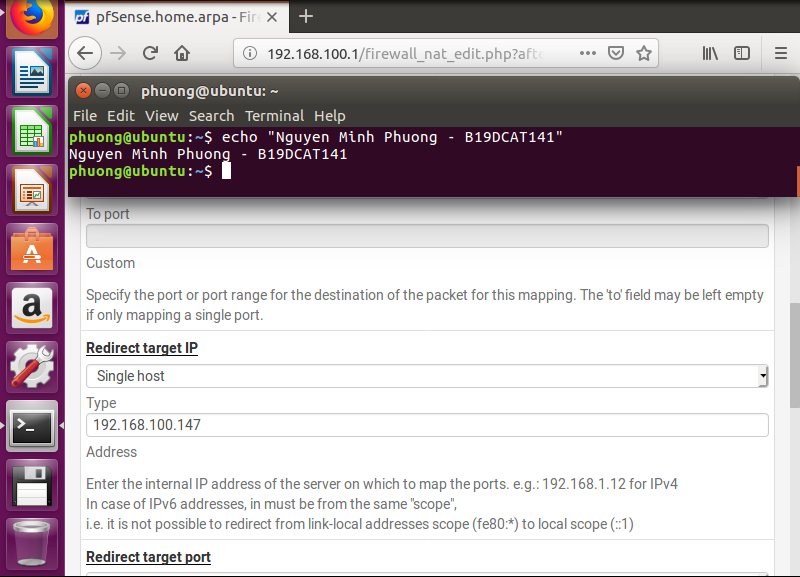 pfSense.home.arpa - Fir
192.168.100.1/firewall_nat_edit.php?afte
phuong@ubuntu: ~
File Edit View Search Terminal Help
phuong@ubuntu:~$ echo "Nguyen Minh Phuong - B19DCAT141"
Nguyen Minh Phuong - B19DCAT141
phuong@ubuntu:~$
To port
Custom
Specify the port or port range for the destination of the packet for this mapping. The 'to' field may be left empty
if only mapping a single port.
Redirect target IP
Single host
Type
192.168.100.147
Address
Enter the internal IP address of the server on which to map the ports. e.g.: 192.168.1.12 for IPv4
In case of IPv6 addresses, in must be from the same "scope",
i.e. it is not possible to redirect from link-local addresses scope (fe80:*) to local scope (::1)
Redirect target port